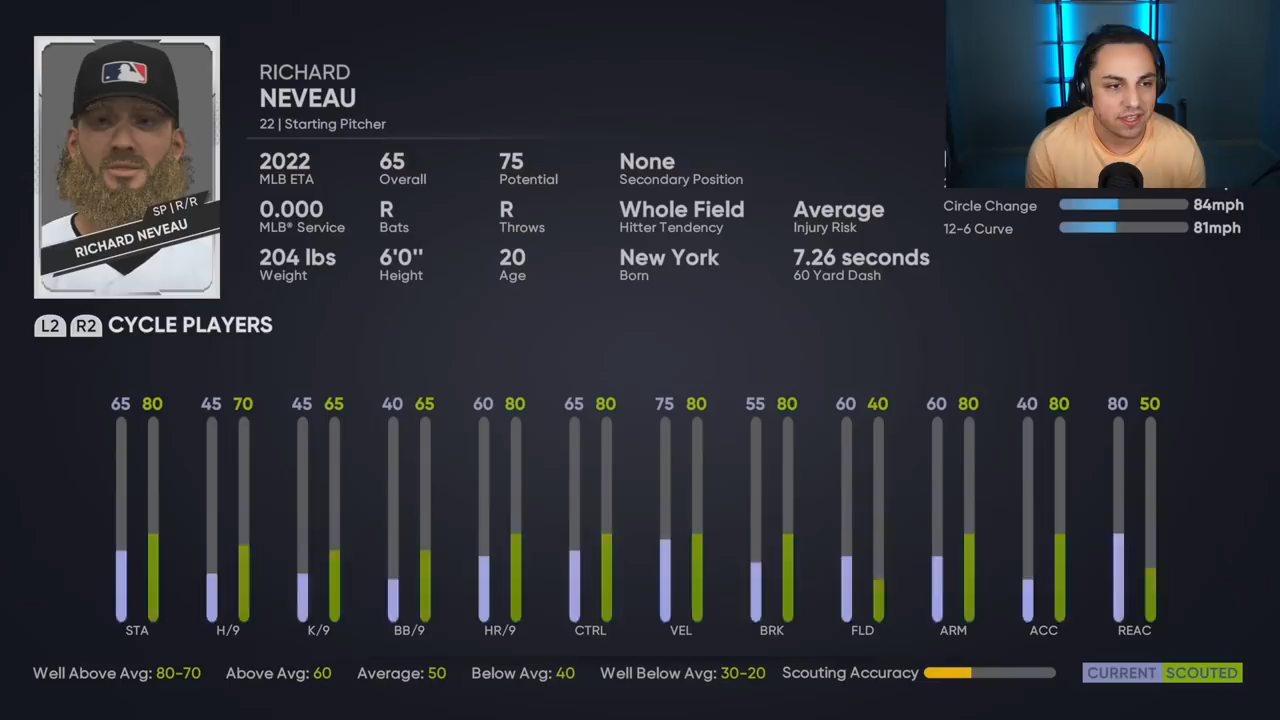 RICHARD
NEVEAU
22 | Starting Pitcher
2022 65 75 None
MLB ETA Overall Potential Secondary Position
0.000 R R Whole Field Average
MLB® Service Bats Throws Hitter Tendency Injury Risk
204 lbs 6'0" 20 New York 7.26 seconds
Weight Height Age Born 60 Yard Dash
SP | R/R
RICHARD NEVEAU
Circle Change 84mph
12-6 Curve 81mph
L2 R2 CYCLE PLAYERS
65 80 45 70 45 65 40 65 60 80 65 80 75 80 55 80 60 40 60 80 40 80 80 50
STA H/9 K/9 BB/9 HR/9 CTRL VEL BRK FLD ARM ACC REAC
Well Above Avg: 80-70 Above Avg: 60 Average: 50 Below Avg: 40 Well Below Avg: 30-20 Scouting Accuracy CURRENT SCOUTED